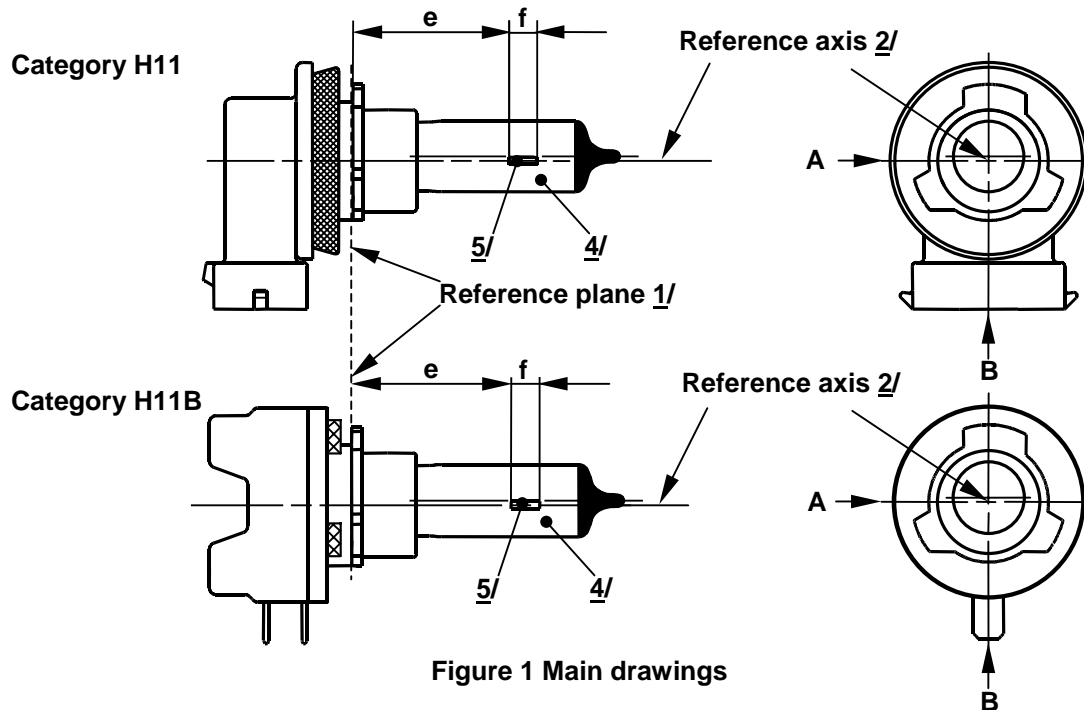 e f
Reference axis 2/
Category H11
A
5/ 4/
Reference plane 1/
B
e f
Reference axis 2/
Category H11B
A
5/ 4/
Figure 1 Main drawings
B